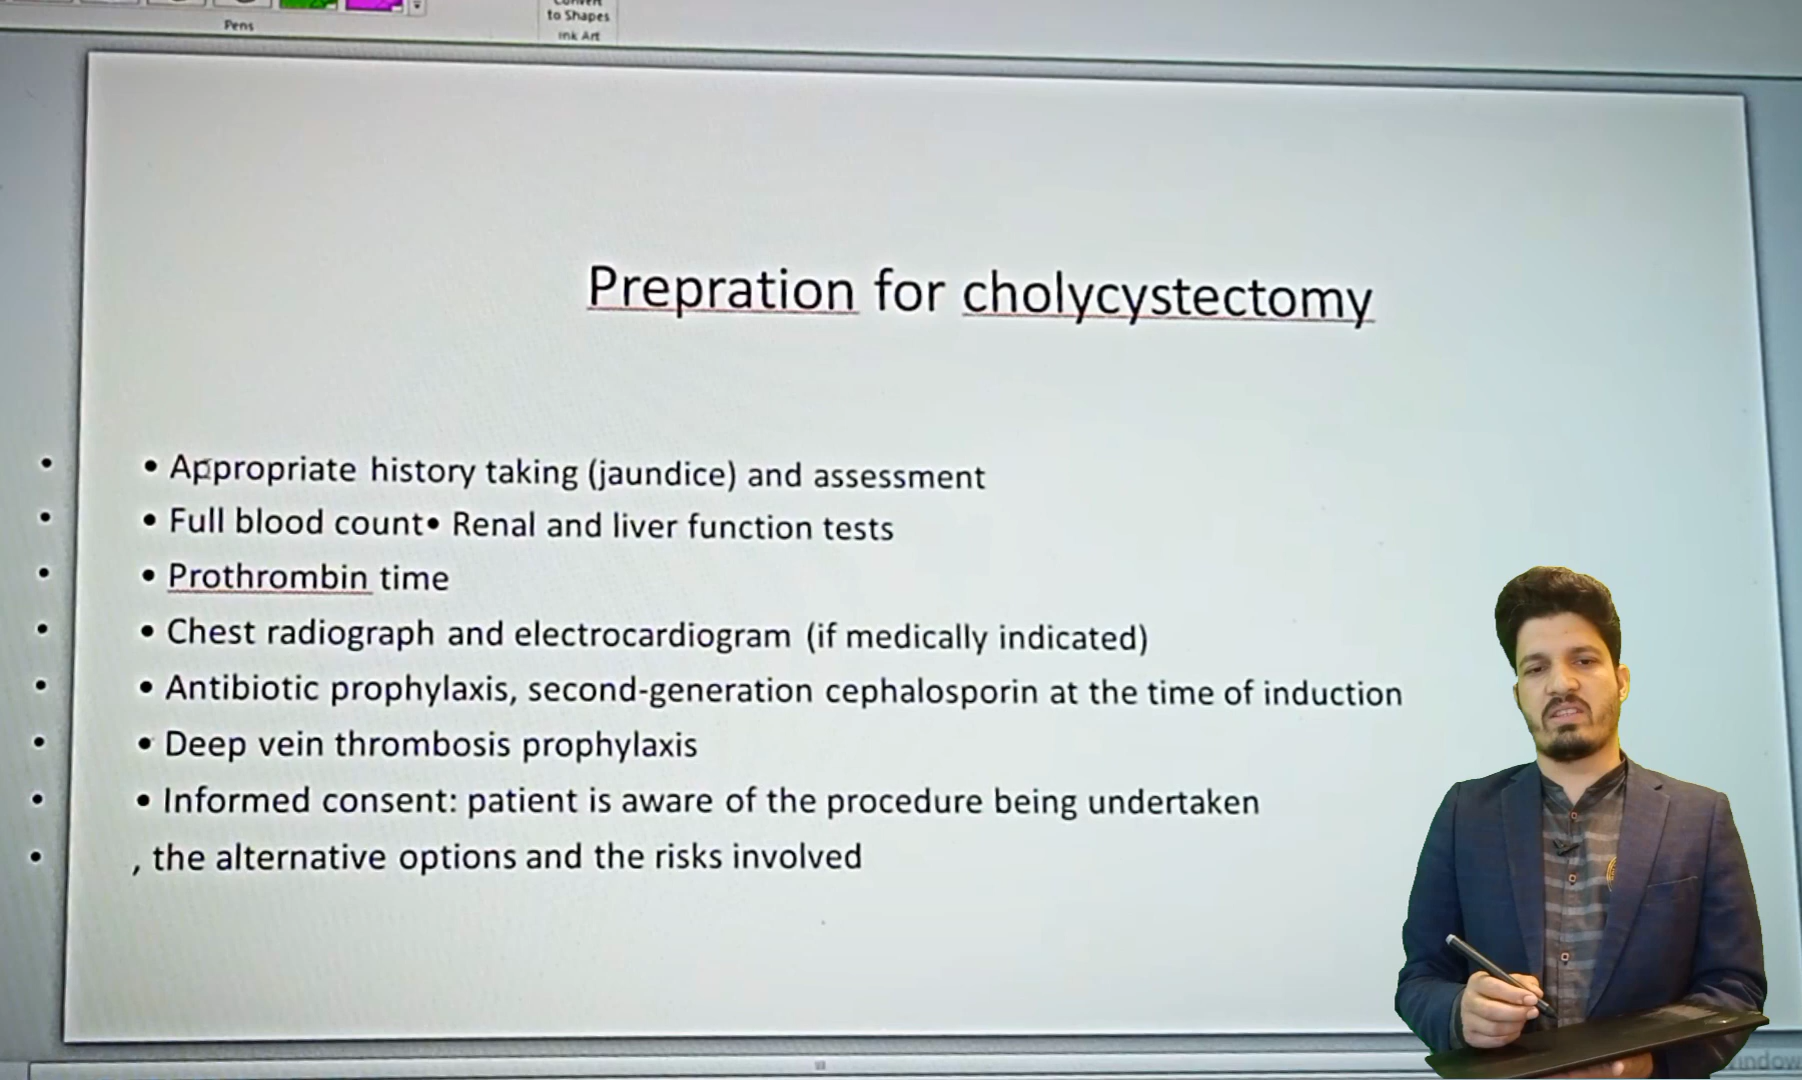 Pens
Convert
to Shapes
Ink Art
Prepration for cholycystectomy
• • Appropriate history taking (jaundice) and assessment
• • Full blood count• Renal and liver function tests
• • Prothrombin time
• • Chest radiograph and electrocardiogram (if medically indicated)
• • Antibiotic prophylaxis, second-generation cephalosporin at the time of induction
• • Deep vein thrombosis prophylaxis
• • Informed consent: patient is aware of the procedure being undertaken
• , the alternative options and the risks involved